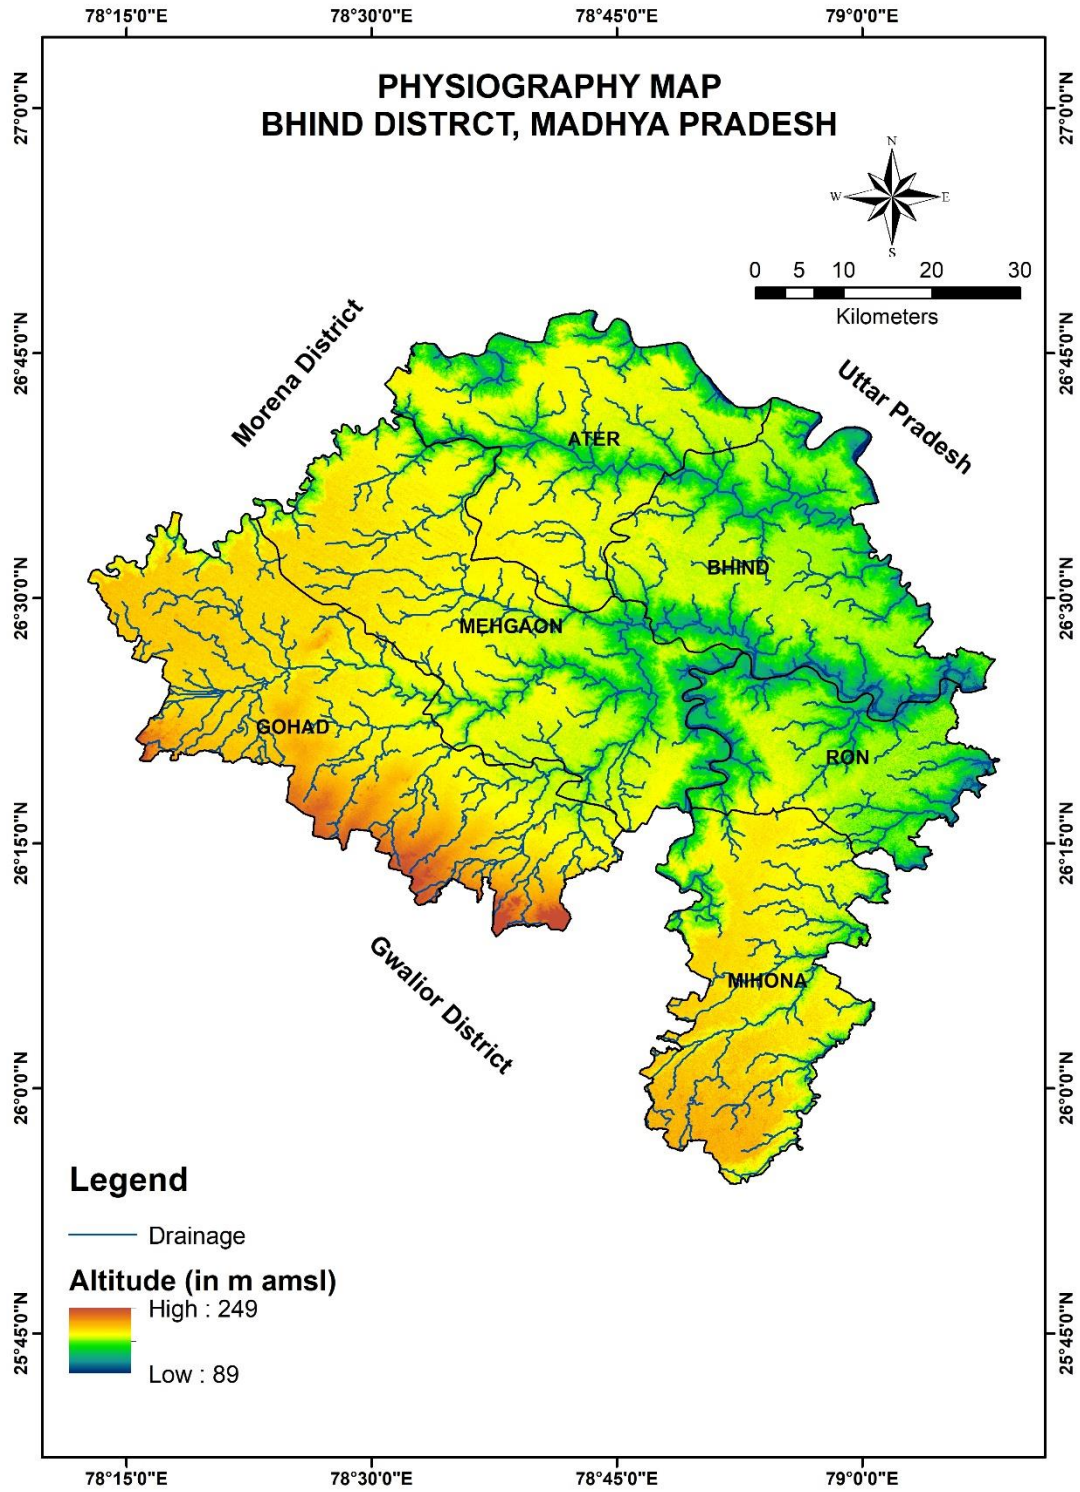 78°15'0"E 78°30'0"E 78°45'0"E 79°0'0"E
PHYSIOGRAPHY MAP
BHIND DISTRCT, MADHYA PRADESH
27°0'0"N 27°0'0"N
N
W E
S
0 5 10 20 30
Kilometers
Morena District
Uttar Pradesh
26°45'0"N 26°45'0"N
ATER
BHIND
26°30'0"N 26°30'0"N
MEHGAON
GOHAD
RON
26°15'0"N 26°15'0"N
Gwalior District
MIHONA
26°0'0"N 26°0'0"N
Legend
Drainage
Altitude (in m amsl)
High : 249
Low : 89
25°45'0"N 25°45'0"N
78°15'0"E 78°30'0"E 78°45'0"E 79°0'0"E